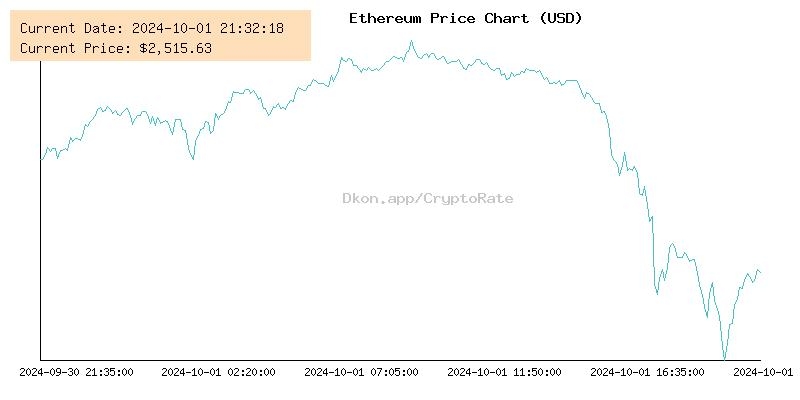 Ethereum Price Chart (USD)
Current Date: 2024-10-01 21:32:18
Current Price: $2,515.63
Dkon.app/CryptoRate
2024-09-30 21:35:00
2024-10-01 02:20:00
2024-10-01 07:05:00
2024-10-01 11:50:00
2024-10-01 16:35:00
2024-10-01